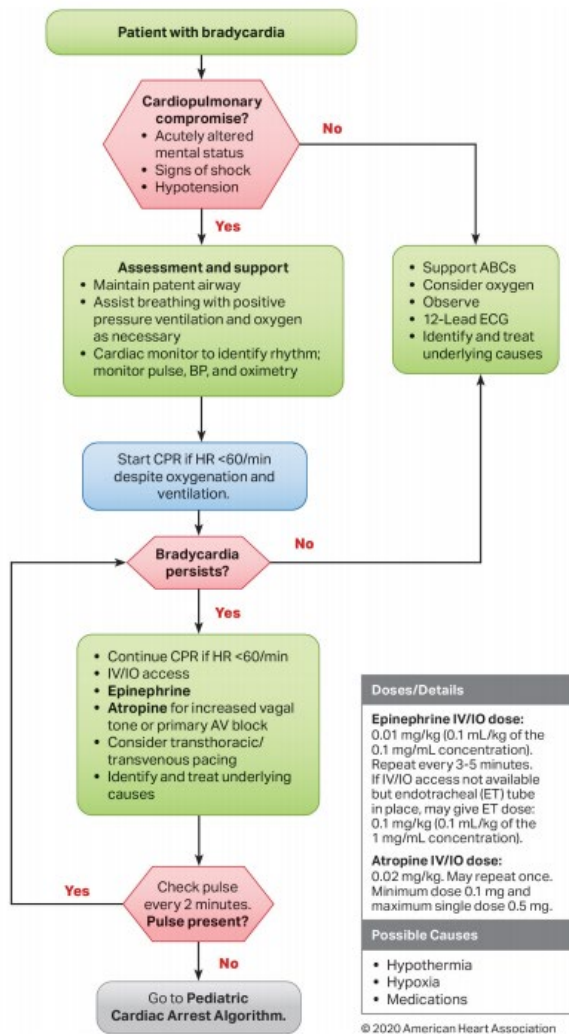 Patient with bradycardia
Cardiopulmonary
compromise?
• Acutely altered
mental status
• Signs of shock
• Hypotension
No
Yes
Assessment and support
• Maintain patent airway
• Assist breathing with positive
pressure ventilation and oxygen
as necessary
• Cardiac monitor to identify rhythm;
monitor pulse, BP, and oximetry
• Support ABCs
• Consider oxygen
• Observe
• 12-Lead ECG
• Identify and treat
underlying causes
Start CPR if HR <60/min
despite oxygenation and
ventilation.
Bradycardia
persists?
No
Yes
• Continue CPR if HR <60/min
• IV/IO access
• Epinephrine
• Atropine for increased vagal
tone or primary AV block
• Consider transthoracic/
transvenous pacing
• Identify and treat underlying
causes
Check pulse
every 2 minutes.
Pulse present?
Yes
No
Go to Pediatric
Cardiac Arrest Algorithm.
Doses/Details
Epinephrine IV/IO dose:
0.01 mg/kg (0.1 mL/kg of the
0.1 mg/mL concentration).
Repeat every 3-5 minutes.
If IV/IO access not available
but endotracheal (ET) tube
in place, may give ET dose:
0.1 mg/kg (0.1 mL/kg of the
1 mg/mL concentration).
Atropine IV/IO dose:
0.02 mg/kg. May repeat once.
Minimum dose 0.1 mg and
maximum single dose 0.5 mg.
Possible Causes
• Hypothermia
• Hypoxia
• Medications
© 2020 American Heart Association